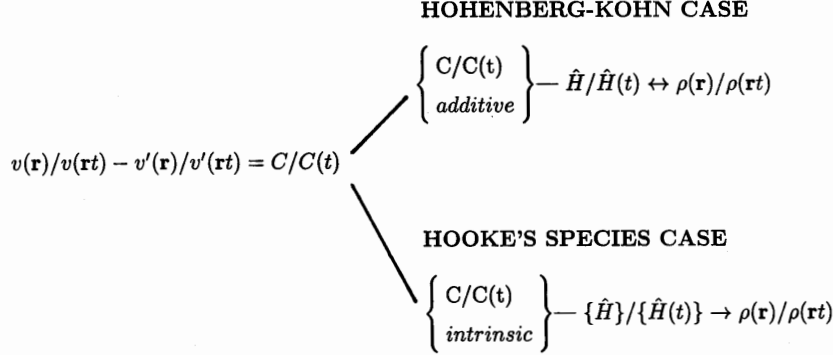 HOHENBERG-KOHN CASE
C/C(t)
additive
— Ĥ/Ĥ(t) ↔ ρ(r)/ρ(rt)
v(r)/v(rt) − v′(r)/v′(rt) = C/C(t)
HOOKE'S SPECIES CASE
C/C(t)
intrinsic
— {Ĥ}/{Ĥ(t)} → ρ(r)/ρ(rt)